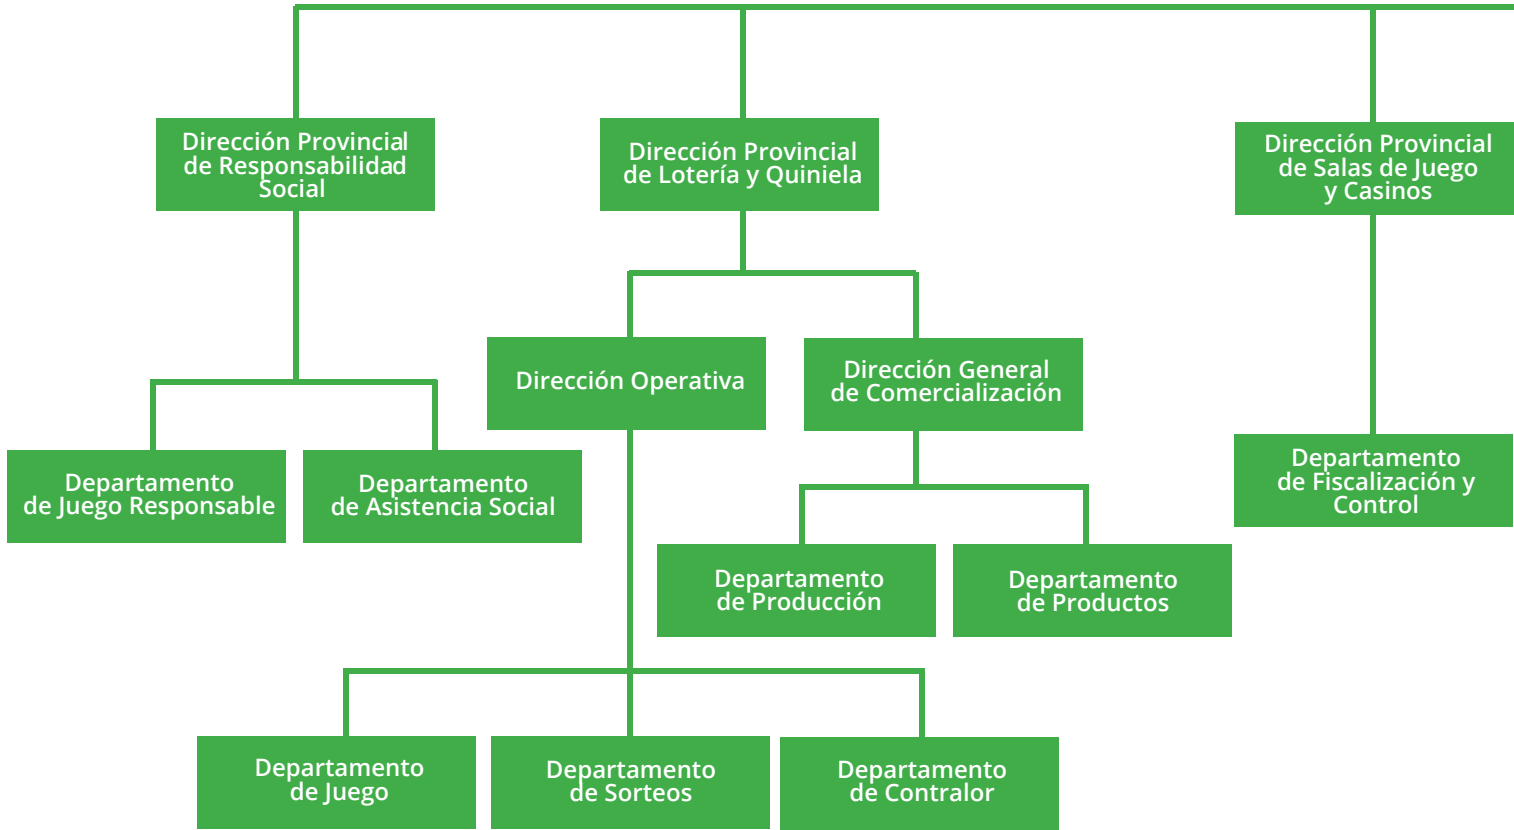 Dirección Provincial
de Responsabilidad
Social
Dirección Provincial
de Lotería y Quiniela
Dirección Provincial
de Salas de Juego
y Casinos
Dirección Operativa
Dirección General
de Comercialización
Departamento
de Juego Responsable
Departamento
de Asistencia Social
Departamento
de Fiscalización y
Control
Departamento
de Producción
Departamento
de Productos
Departamento
de Juego
Departamento
de Sorteos
Departamento
de Contralor